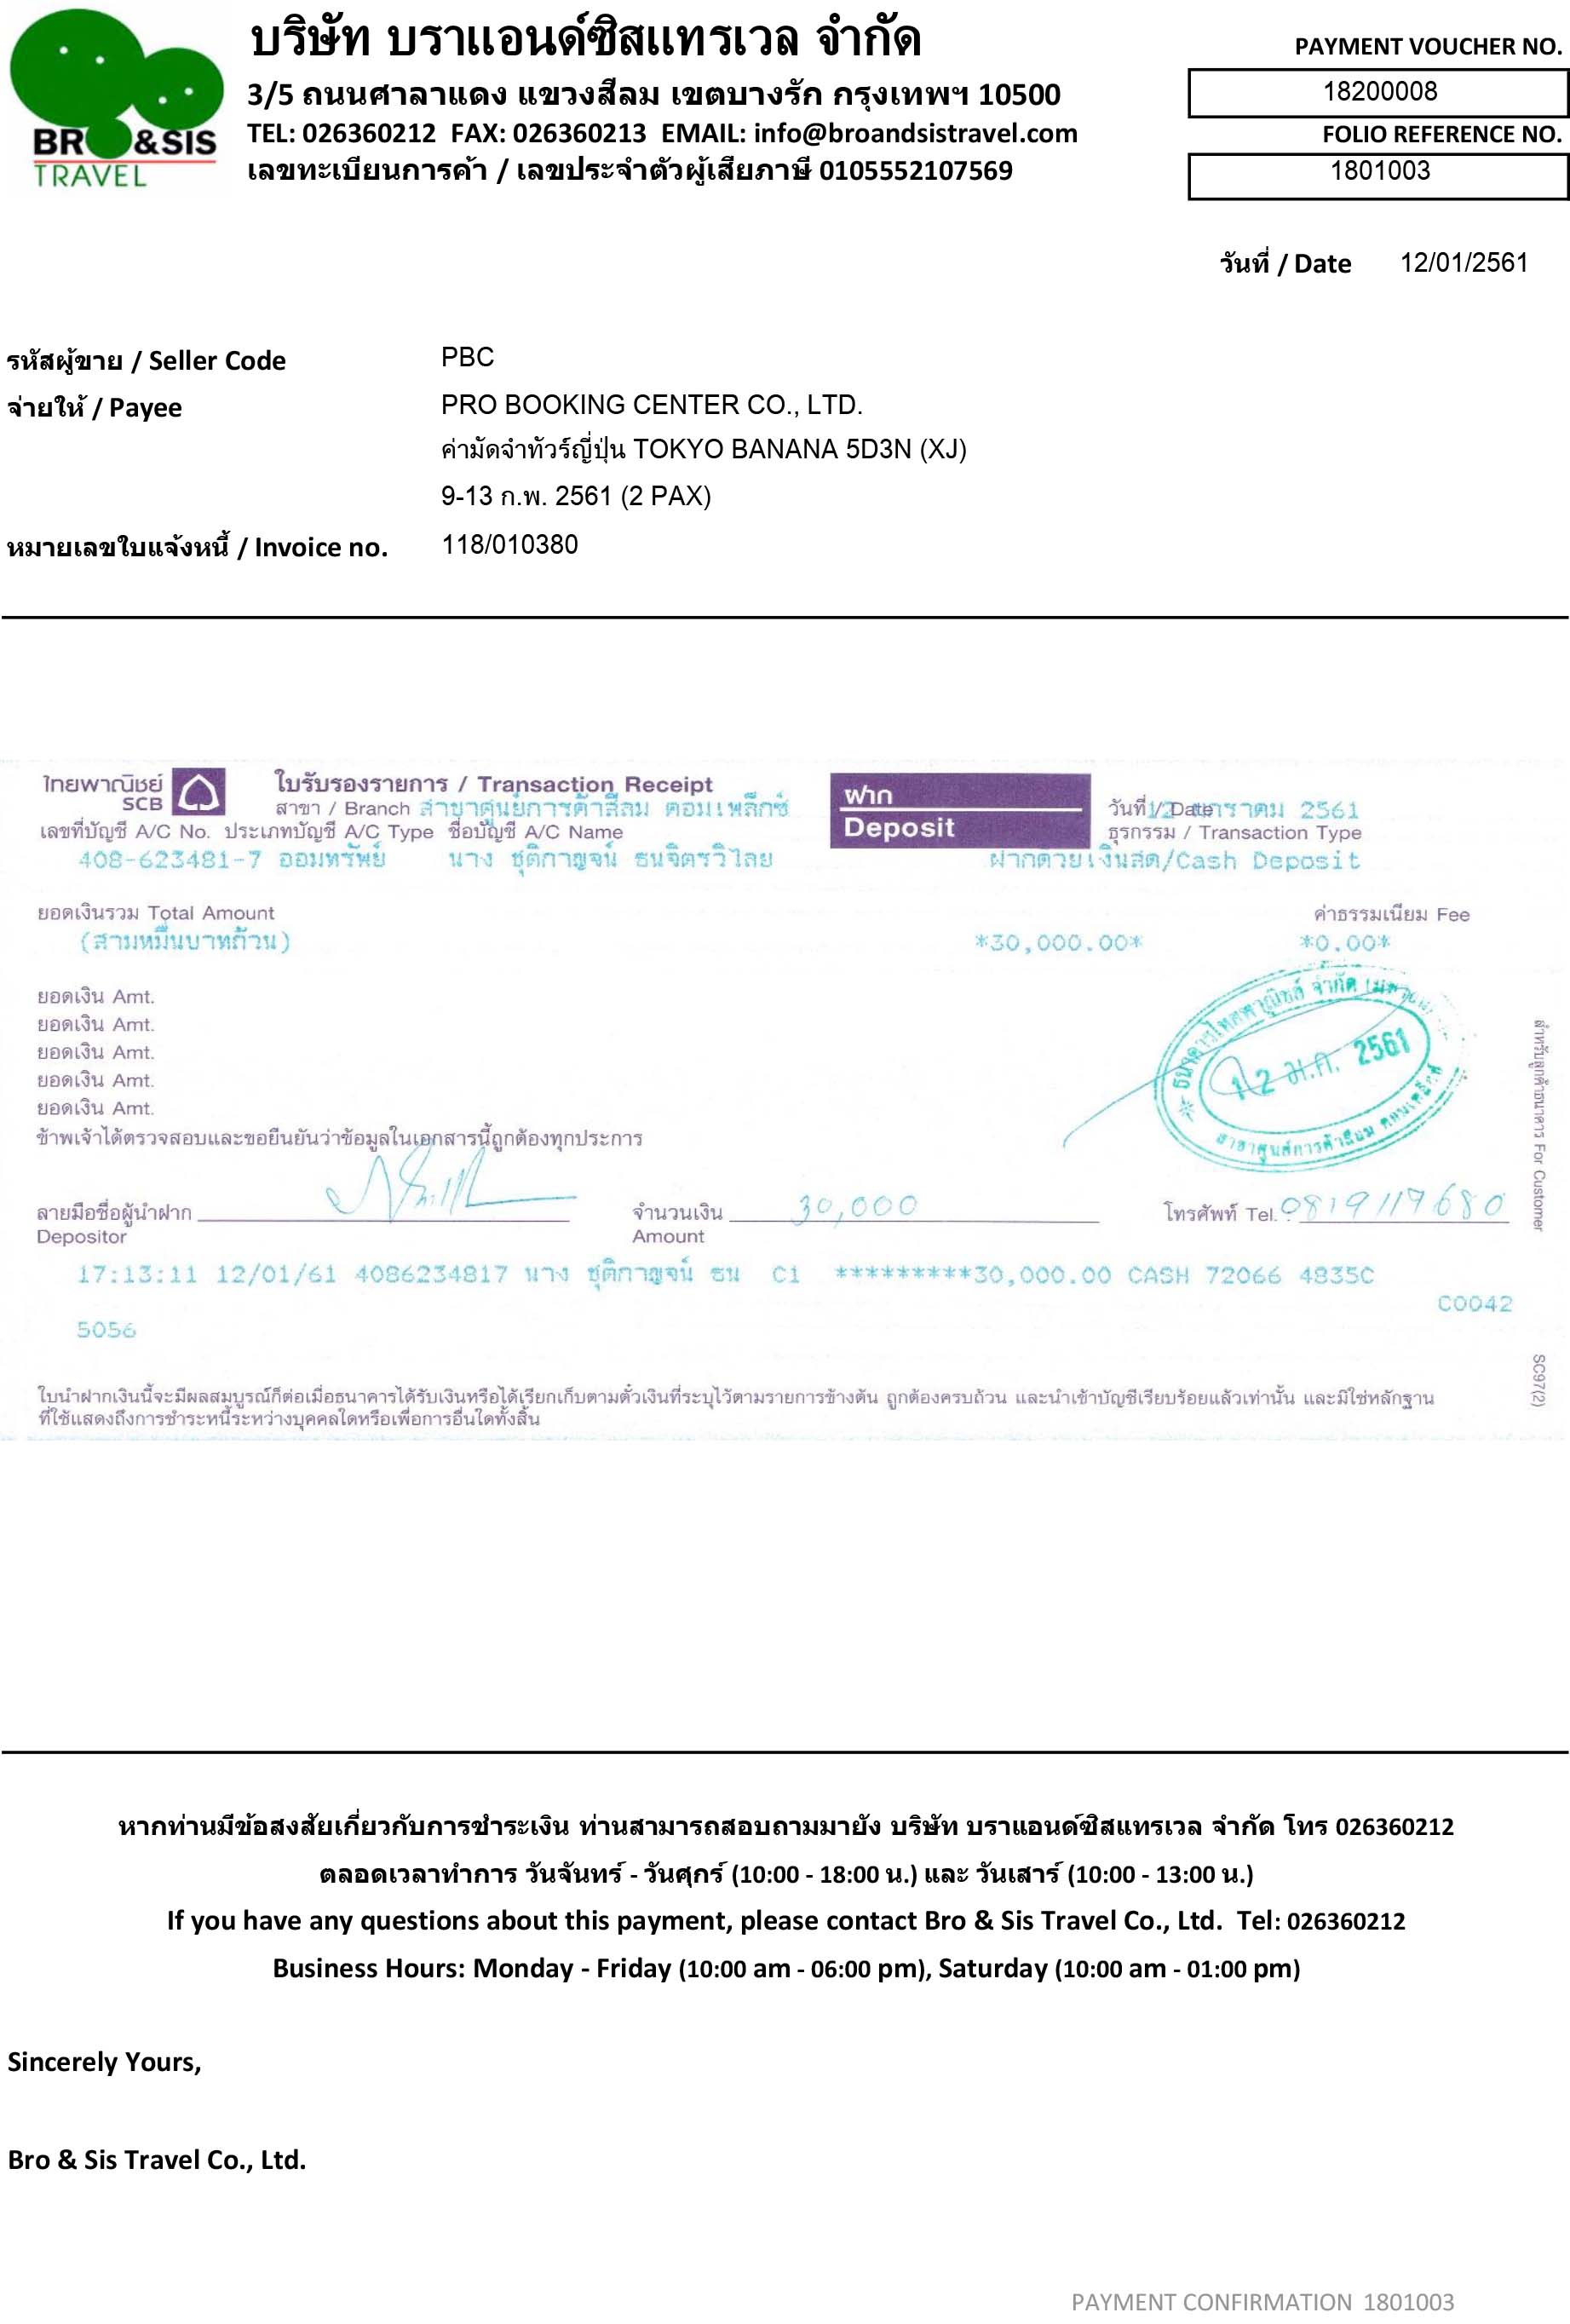 บริษัท บราแอนด์ซิสแทรเวล จำกัด
3/5 ถนนศาลาแดง แขวงสีลม เขตบางรัก กรุงเทพฯ 10500
TEL: 026360212 FAX: 026360213 EMAIL: info@broandsistravel.com
เลขทะเบียนการค้า / เลขประจำตัวผู้เสียภาษี 0105552107569
BRO&SIS
TRAVEL
PAYMENT VOUCHER NO.
18200008
FOLIO REFERENCE NO.
1801003
วันที่ / Date 12/01/2561
รหัสผู้ขาย / Seller Code PBC
จ่ายให้ / Payee PRO BOOKING CENTER CO., LTD.
ค่ามัดจำทัวร์ญี่ปุ่น TOKYO BANANA 5D3N (XJ)
9-13 ก.พ. 2561 (2 PAX)
หมายเลขใบแจ้งหนี้ / Invoice no. 118/010380
ไทยพาณิชย์
SCB
ใบรับรองรายการ / Transaction Receipt
สาขา / Branch สาขาศูนย์การค้าสีลม คอมเพล็กซ์
ฝาก
Deposit
วันที่ / Date 12 มกราคม 2561
ธุรกรรม / Transaction Type
เลขที่บัญชี A/C No. ประเภทบัญชี A/C Type ชื่อบัญชี A/C Name
408-623481-7 ออมทรัพย์ นาง ชุติกาญจน์ ธนจิตรวิไลย ฝากด้วยเงินสด/Cash Deposit
ยอดเงินรวม Total Amount ค่าธรรมเนียม Fee
(สามหมื่นบาทถ้วน) *30,000.00* *0.00*
ยอดเงิน Amt.
ยอดเงิน Amt.
ยอดเงิน Amt.
ยอดเงิน Amt.
ยอดเงิน Amt.
ธนาคารไทยพาณิชย์ จำกัด
12 ม.ค. 2561
สาขาศูนย์การค้าสีลม คอมเพล็กซ์
สำหรับลูกค้าธนาคาร For Customer
ข้าพเจ้าได้ตรวจสอบและขอยืนยันว่าข้อมูลในเอกสารนี้ถูกต้องทุกประการ
ลายมือชื่อผู้นำฝาก จำนวนเงิน 30,000 โทรศัพท์ Tel. : 0819119680
Depositor Amount
17:13:11 12/01/61 4086234817 นาง ชุติกาญจน์ ธน Ci *********30,000.00 CASH 72066 4835C
C0042
5056
SC97(2)
ใบนำฝากเงินนี้จะมีผลสมบูรณ์ก็ต่อเมื่อธนาคารได้รับเงินหรือได้เรียกเก็บตามตั๋วเงินที่ระบุไว้ตามรายการข้างต้น ถูกต้องครบถ้วน และนำเข้าบัญชีเรียบร้อยแล้วเท่านั้น และมิใช่หลักฐาน
ที่ใช้แสดงถึงการชำระหนี้ระหว่างบุคคลใดหรือเพื่อการอื่นใดทั้งสิ้น
หากท่านมีข้อสงสัยเกี่ยวกับการชำระเงิน ท่านสามารถสอบถามมายัง บริษัท บราแอนด์ซิสแทรเวล จำกัด โทร 026360212
ตลอดเวลาทำการ วันจันทร์ - วันศุกร์ (10:00 - 18:00 น.) และ วันเสาร์ (10:00 - 13:00 น.)
If you have any questions about this payment, please contact Bro & Sis Travel Co., Ltd. Tel: 026360212
Business Hours: Monday - Friday (10:00 am - 06:00 pm), Saturday (10:00 am - 01:00 pm)
Sincerely Yours,
Bro & Sis Travel Co., Ltd.
PAYMENT CONFIRMATION 1801003